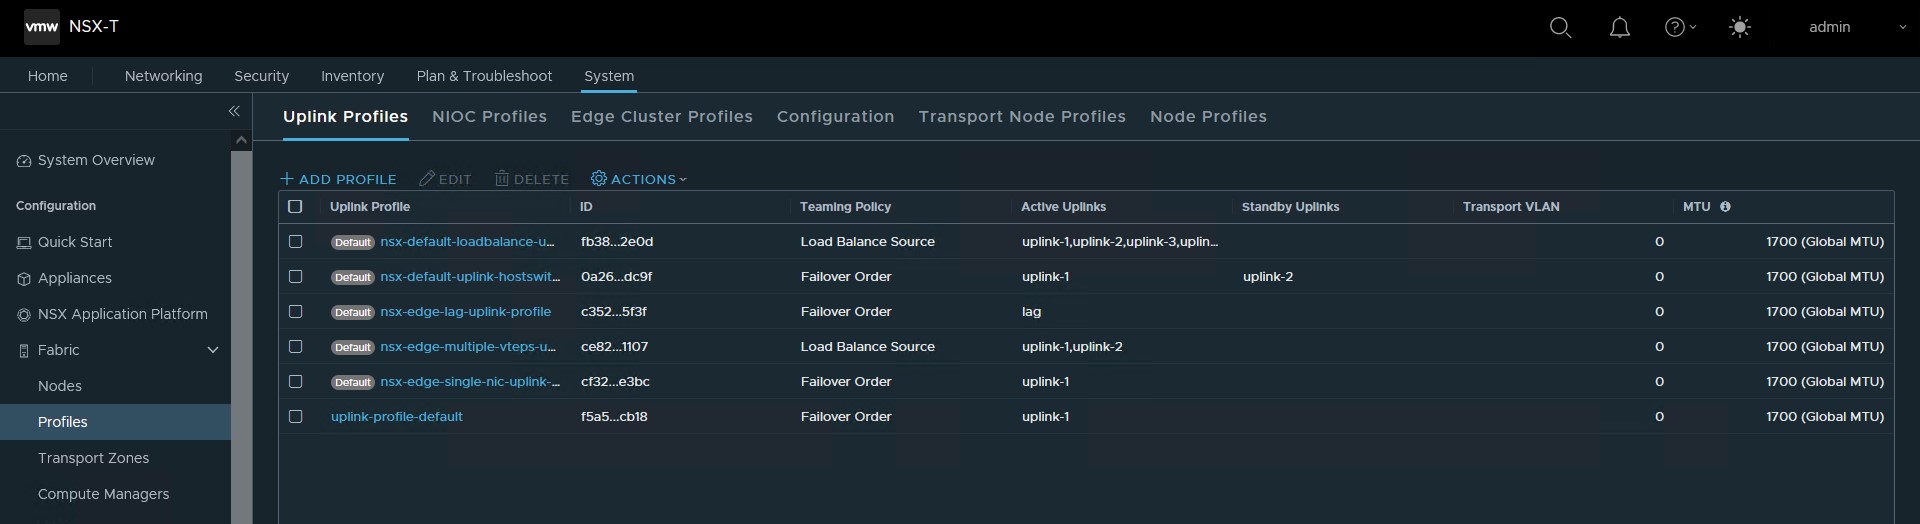 vmw NSX-T admin
Home Networking Security Inventory Plan & Troubleshoot System
Uplink Profiles NIOC Profiles Edge Cluster Profiles Configuration Transport Node Profiles Node Profiles
System Overview
Configuration
Quick Start
Appliances
NSX Application Platform
Fabric
Nodes
Profiles
Transport Zones
Compute Managers
ADD PROFILE EDIT DELETE ACTIONS
Uplink Profile ID Teaming Policy Active Uplinks Standby Uplinks Transport VLAN MTU
Default nsx-default-loadbalance-u... fb38...2e0d Load Balance Source uplink-1,uplink-2,uplink-3,uplin... 0 1700 (Global MTU)
Default nsx-default-uplink-hostswit... 0a26...dc9f Failover Order uplink-1 uplink-2 0 1700 (Global MTU)
Default nsx-edge-lag-uplink-profile c352...5f3f Failover Order lag 0 1700 (Global MTU)
Default nsx-edge-multiple-vteps-u... ce82...1107 Load Balance Source uplink-1,uplink-2 0 1700 (Global MTU)
Default nsx-edge-single-nic-uplink-... cf32...e3bc Failover Order uplink-1 0 1700 (Global MTU)
uplink-profile-default f5a5...cb18 Failover Order uplink-1 0 1700 (Global MTU)